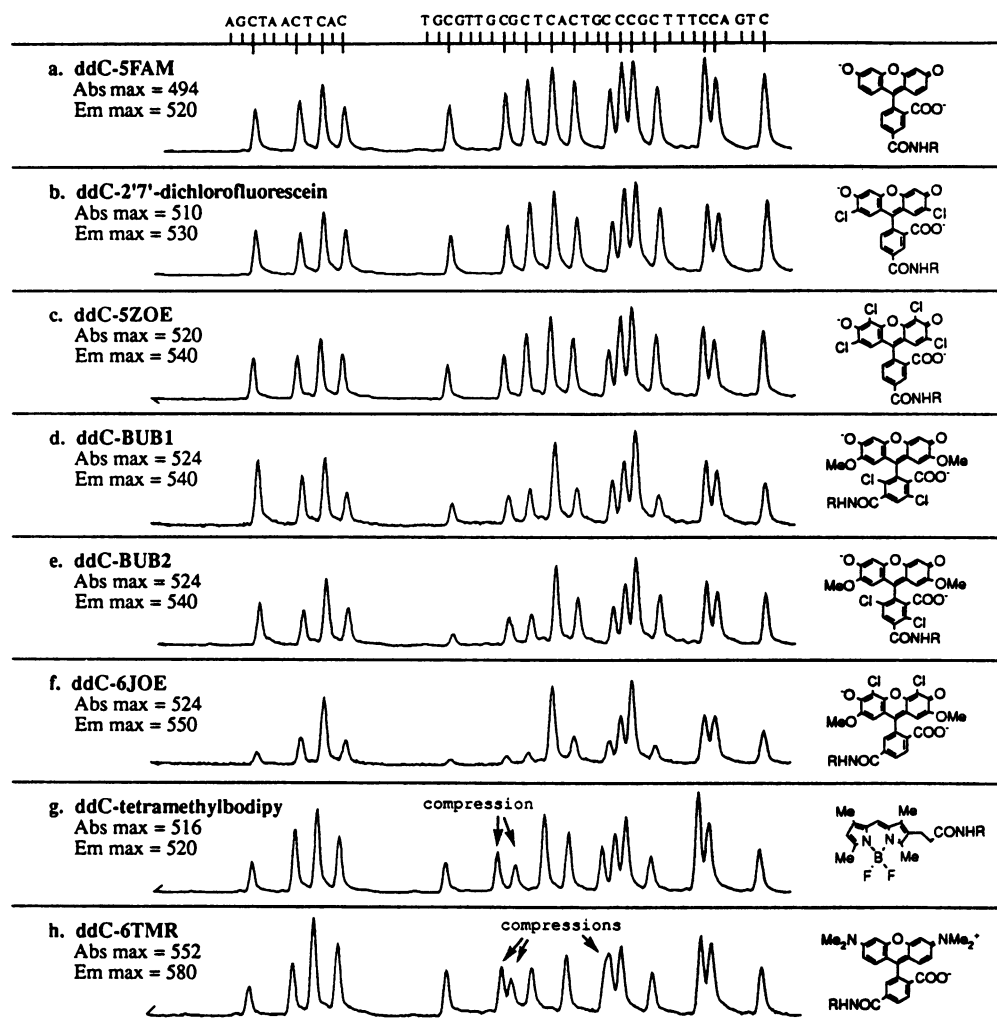 A G C T A A C T C A C T G C G T T G C G C T C A C T G C C C G C T T T C C A G T C
a. ddC-5FAM
Abs max = 494
Em max = 520
-O O O
COO-
CONHR
b. ddC-2'7'-dichlorofluorescein
Abs max = 510
Em max = 530
-O O O
Cl Cl
COO-
CONHR
c. ddC-5ZOE
Abs max = 520
Em max = 540
Cl Cl
-O O O
Cl Cl
COO-
CONHR
d. ddC-BUB1
Abs max = 524
Em max = 540
-O O O
MeO OMe
Cl COO-
RHNOC Cl
e. ddC-BUB2
Abs max = 524
Em max = 540
-O O O
MeO OMe
Cl COO-
Cl
CONHR
f. ddC-6JOE
Abs max = 524
Em max = 550
Cl Cl
-O O O
MeO OMe
COO-
RHNOC
g. ddC-tetramethylbodipy
Abs max = 516
Em max = 520
compression
Me Me
CONHR
N N
Me B Me
F F
h. ddC-6TMR
Abs max = 552
Em max = 580
compressions
Me2N O NMe2+
COO-
RHNOC